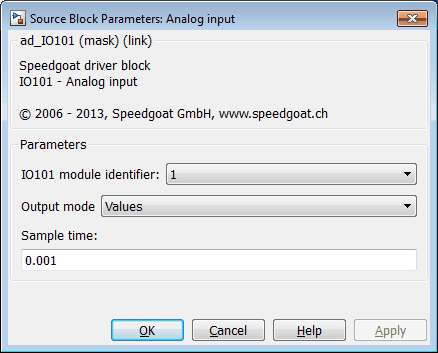 Source Block Parameters: Analog input
ad_IO101 (mask) (link)
Speedgoat driver block
IO101 - Analog input
© 2006 - 2013, Speedgoat GmbH, www.speedgoat.ch
Parameters
IO101 module identifier: 1
Output mode Values
Sample time:
0.001
OK Cancel Help Apply